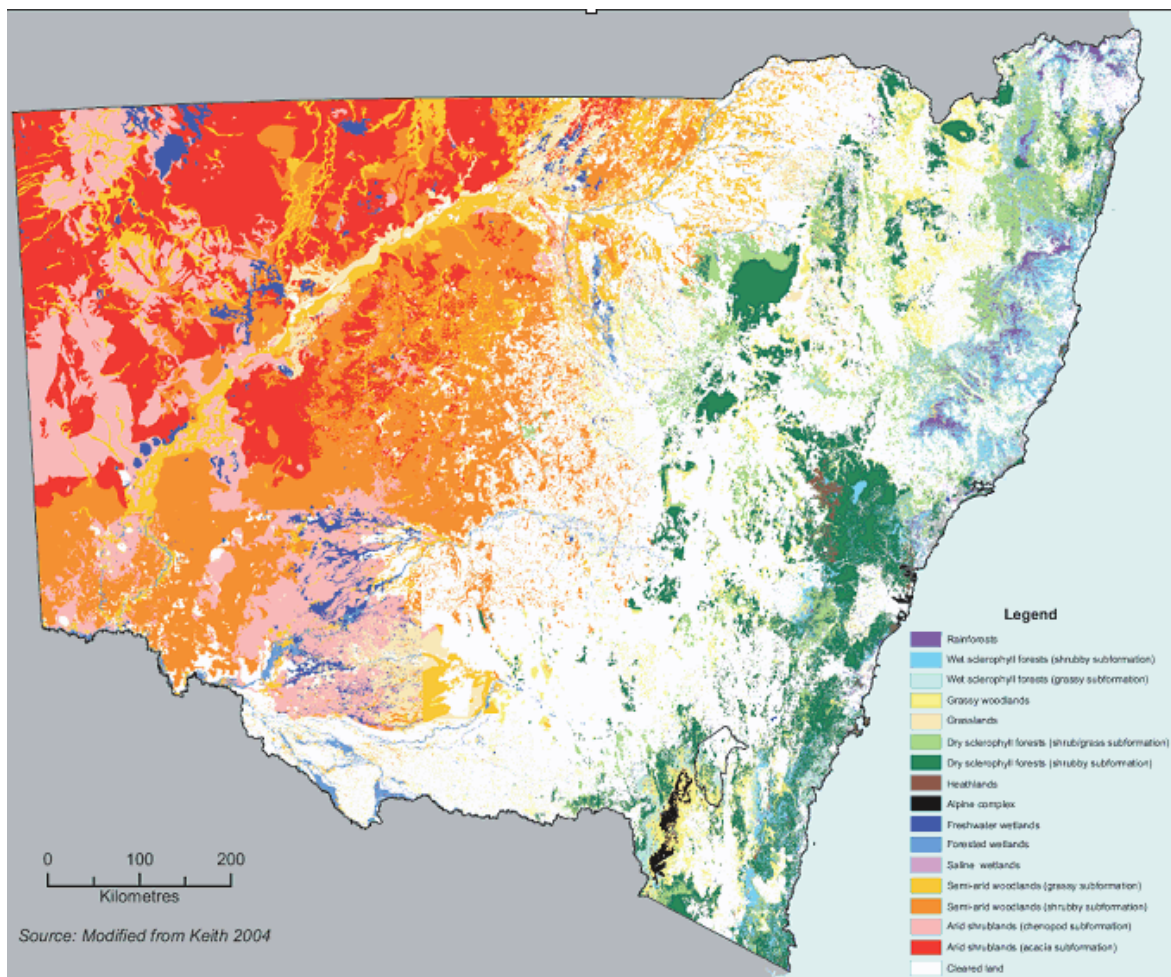 Legend
Rainforests
Wet sclerophyll forests (shrubby subformation)
Wet sclerophyll forests (grassy subformation)
Grassy woodlands
Grasslands
Dry sclerophyll forests (shrub/grass subformation)
Dry sclerophyll forests (shrubby subformation)
Heathlands
Alpine complex
Freshwater wetlands
Forested wetlands
Saline wetlands
Semi-arid woodlands (grassy subformation)
Semi-arid woodlands (shrubby subformation)
Arid shrublands (chenopod subformation)
Arid shrublands (acacia subformation)
Cleared land
0 100 200
Kilometres
Source: Modified from Keith 2004